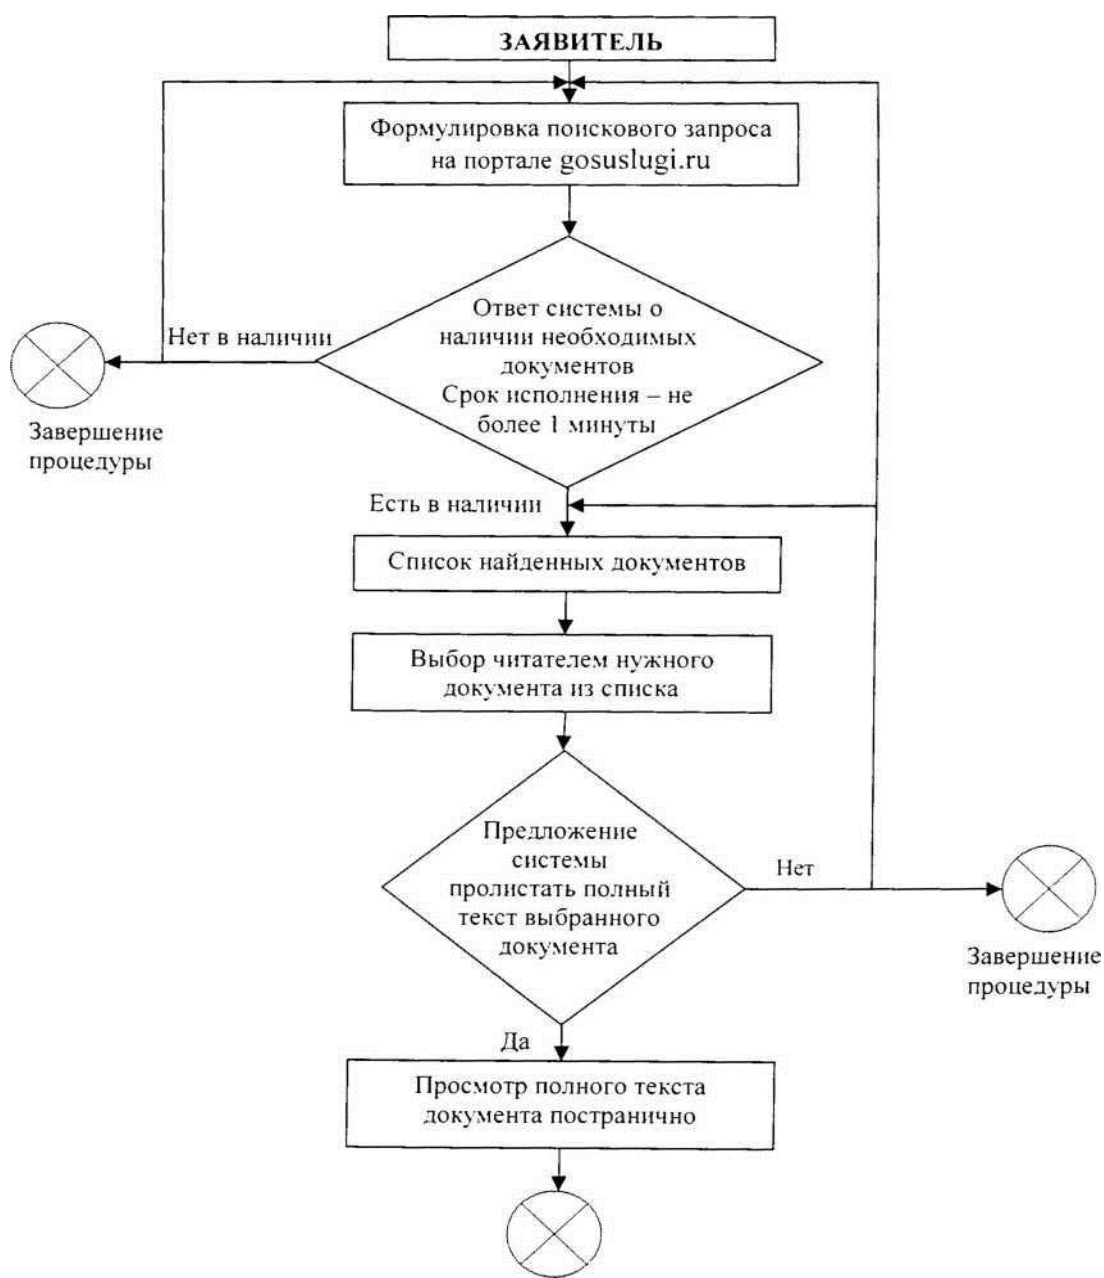 ЗАЯВИТЕЛЬ
Формулировка поискового запроса
на портале gosuslugi.ru
Ответ системы о
наличии необходимых
документов
Срок исполнения – не
более 1 минуты
Нет в наличии
Завершение
процедуры
Есть в наличии
Список найденных документов
Выбор читателем нужного
документа из списка
Предложение
системы
пролистать полный
текст выбранного
документа
Нет
Завершение
процедуры
Да
Просмотр полного текста
документа постранично